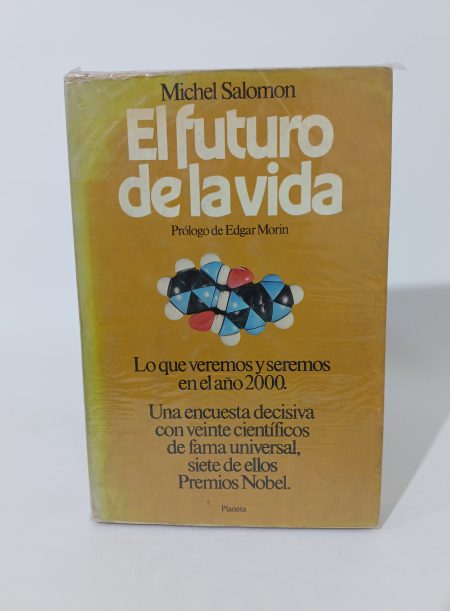 Michel Salomon
El futuro
de la vida
Prólogo de Edgar Morin
Lo que veremos y seremos
en el año 2000.
Una encuesta decisiva
con veinte científicos
de fama universal,
siete de ellos
Premios Nobel.
Planeta